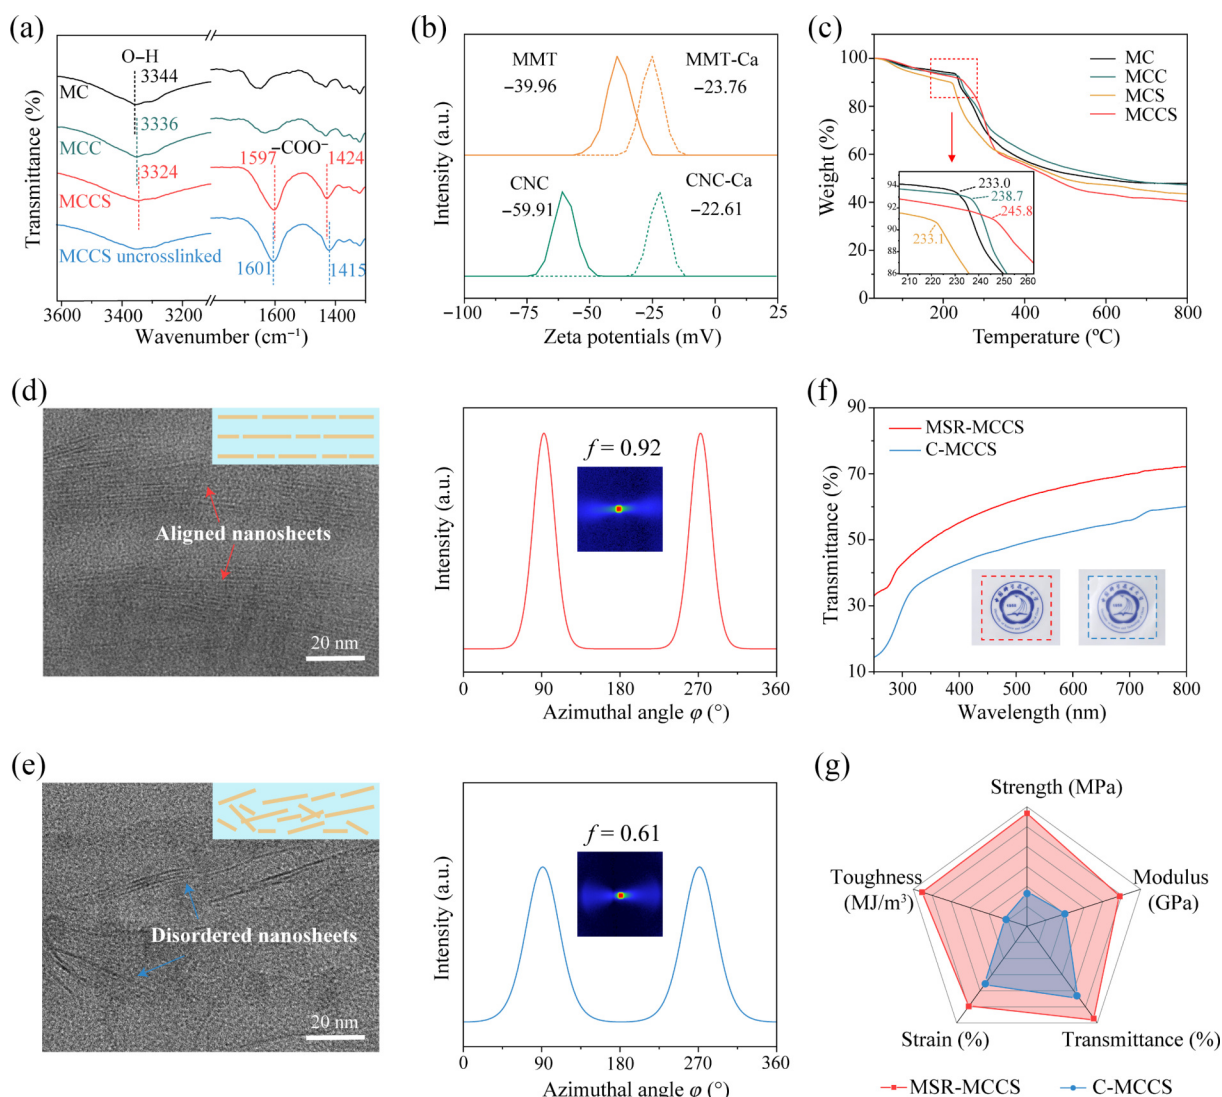 (a)
O–H
3344
MC
3336
MCC
–COO⁻
1597
1424
3324
MCCS
MCCS uncrosslinked
1601
1415
3600
3400
3200
1600
1400
Wavenumber (cm⁻¹)
Transmittance (%)
(b)
MMT
−39.96
MMT-Ca
−23.76
CNC
−59.91
CNC-Ca
−22.61
−100
−75
−50
−25
0
25
Zeta potentials (mV)
Intensity (a.u.)
(c)
MC
MCC
MCS
MCCS
100
80
60
40
20
0
94
92
90
88
86
233.0
238.7
245.8
233.1
210
220
230
240
250
260
200
400
600
800
Temperature (ºC)
Weight (%)
(d)
Aligned nanosheets
20 nm
f = 0.92
0
90
180
270
360
Azimuthal angle φ (°)
Intensity (a.u.)
(f)
MSR-MCCS
C-MCCS
90
70
50
30
10
300
400
500
600
700
800
Wavelength (nm)
Transmittance (%)
(e)
Disordered nanosheets
20 nm
f = 0.61
0
90
180
270
360
Azimuthal angle φ (°)
Intensity (a.u.)
(g)
Strength (MPa)
Toughness
(MJ/m³)
Modulus
(GPa)
Strain (%)
Transmittance (%)
MSR-MCCS
C-MCCS